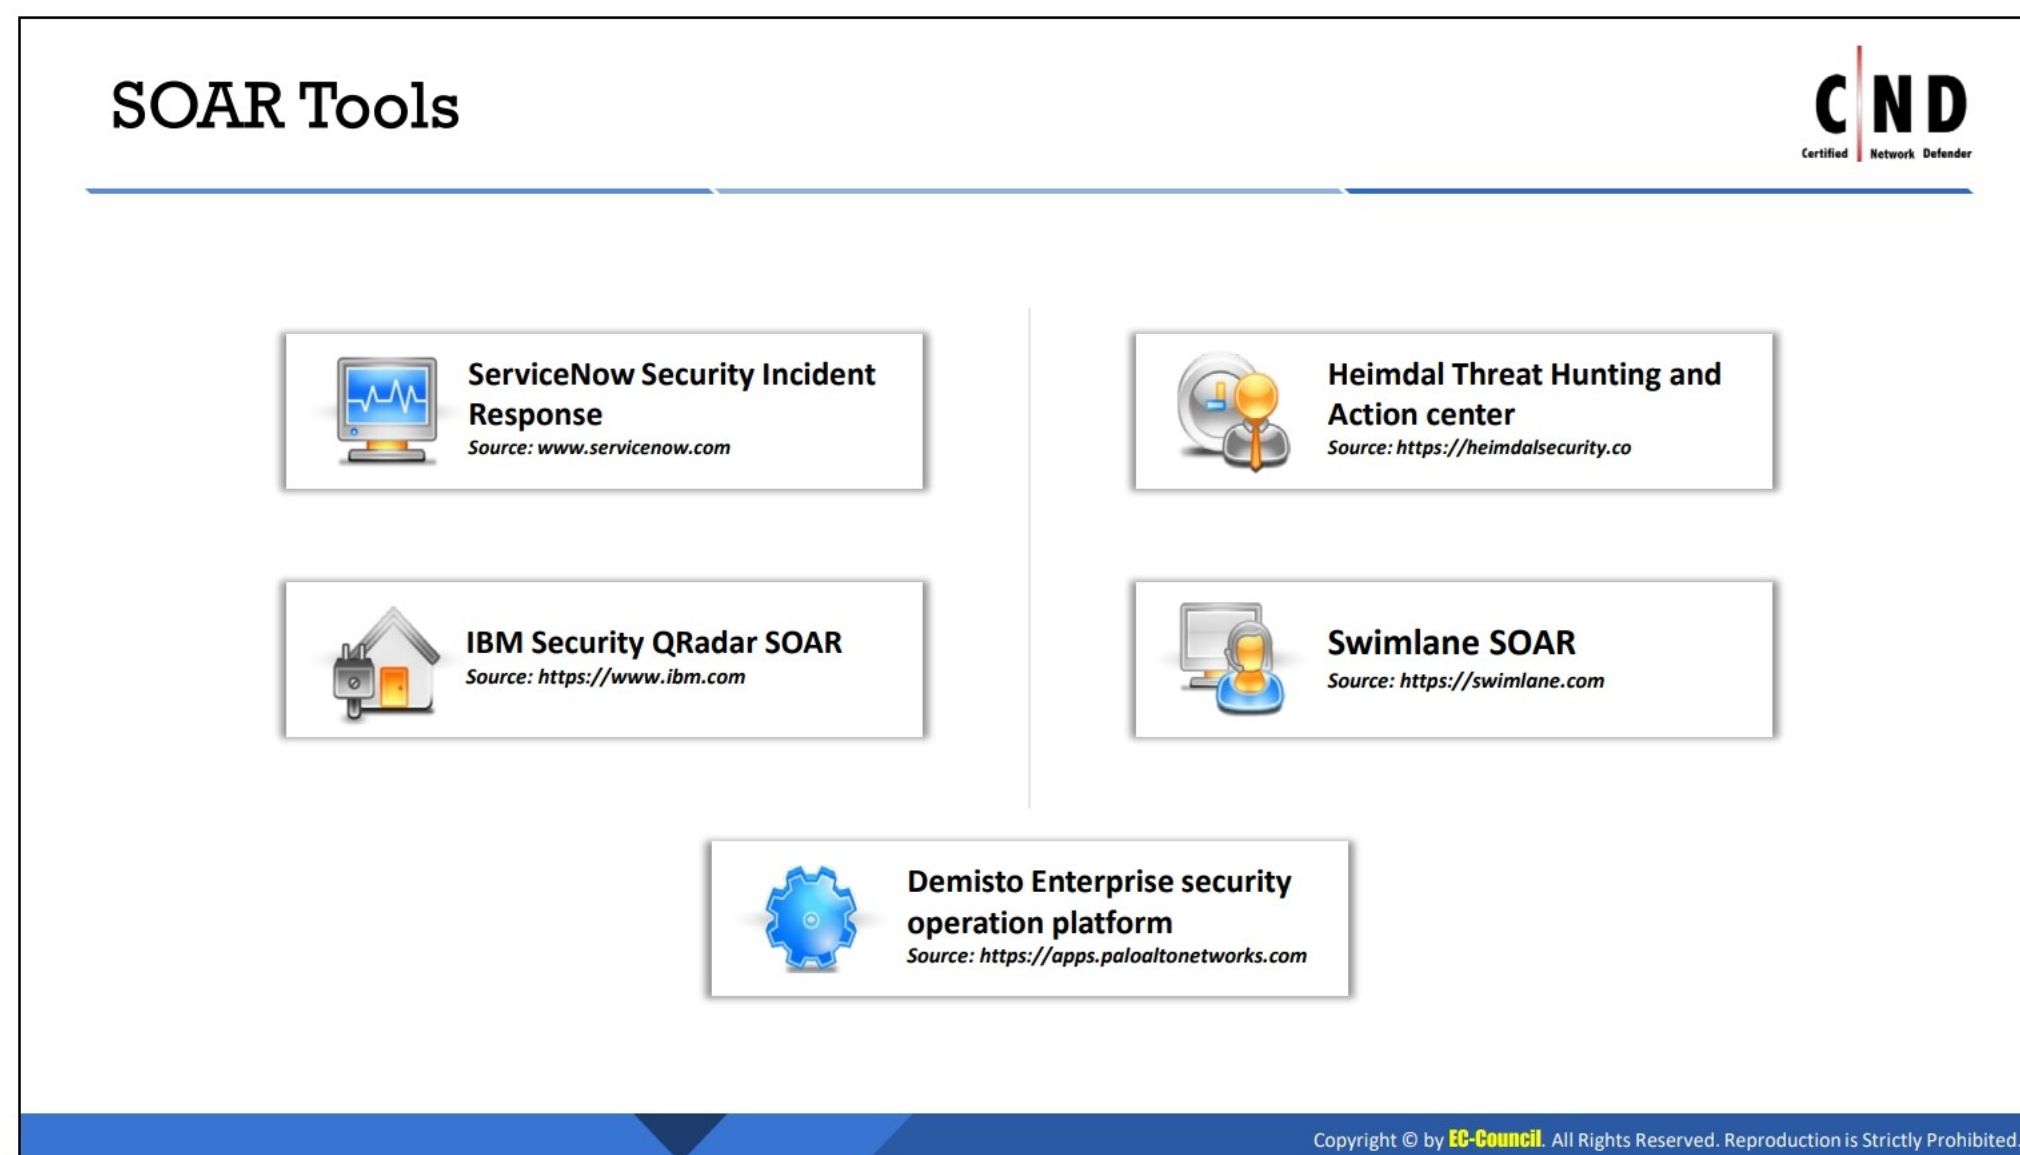 SOAR Tools
C ND
Certified Network Defender
ServiceNow Security Incident
Response
Source: www.servicenow.com
Heimdal Threat Hunting and
Action center
Source: https://heimdalsecurity.co
IBM Security QRadar SOAR
Source: https://www.ibm.com
Swimlane SOAR
Source: https://swimlane.com
Demisto Enterprise security
operation platform
Source: https://apps.paloaltonetworks.com
Copyright © by EC-Council. All Rights Reserved. Reproduction is Strictly Prohibited.